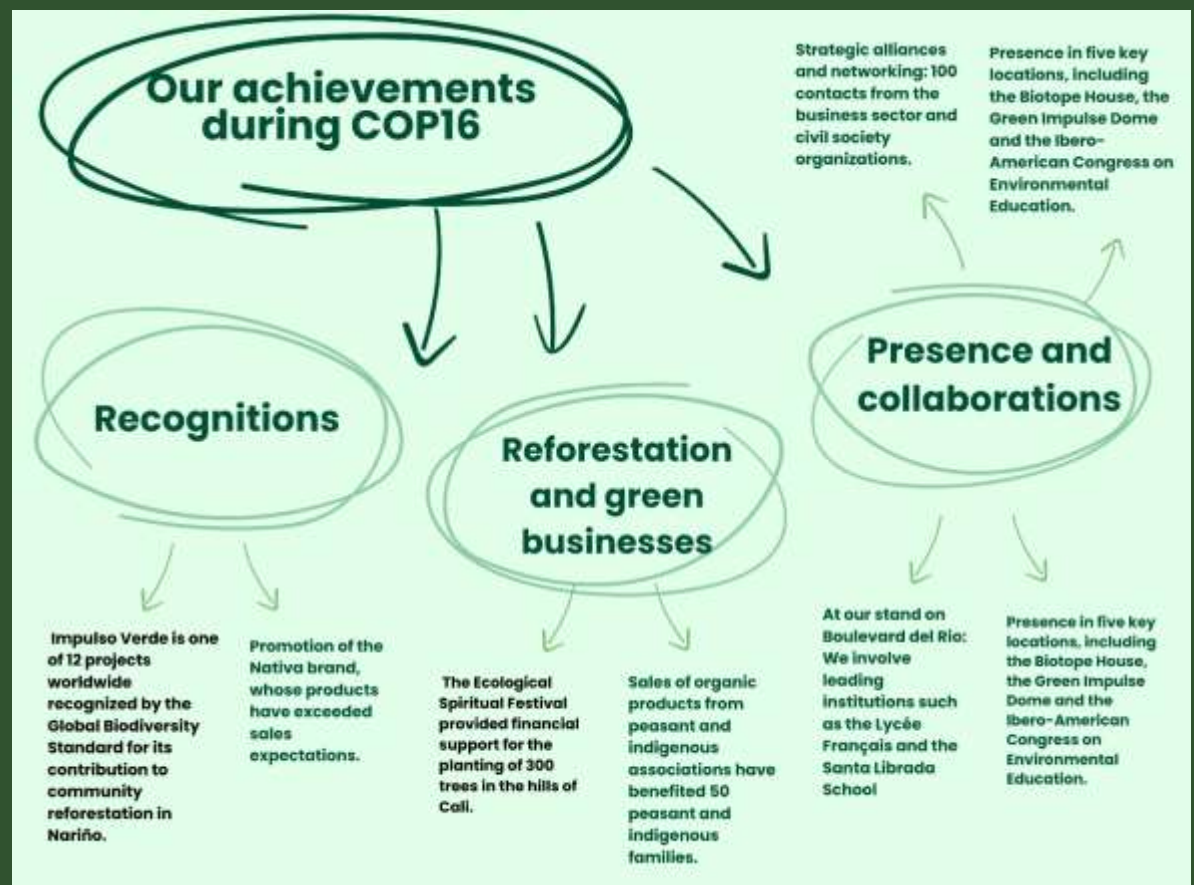 Our achievements
during COP16
Strategic alliances
and networking: 100
contacts from the
business sector and
civil society
organizations.
Presence in five key
locations, including
the Biotope House, the
Green Impulse Dome
and the Ibero-
American Congress on
Environmental
Education.
Recognitions
Reforestation
and green
businesses
Presence and
collaborations
Impulso Verde is one
of 12 projects
worldwide
recognized by the
Global Biodiversity
Standard for its
contribution to
community
reforestation in
Nariño.
Promotion of the
Nativa brand,
whose products
have exceeded
sales
expectations.
The Ecological
Spiritual Festival
provided financial
support for the
planting of 300
trees in the hills of
Cali.
Sales of organic
products from
peasant and
indigenous
associations have
benefited 50
peasant and
indigenous
families.
At our stand on
Boulevard del Rio:
We involve
leading
institutions such
as the Lycée
Français and the
Santa Librada
School
Presence in five key
locations, including
the Biotope House,
the Green Impulse
Dome and the
Ibero-American
Congress on
Environmental
Education.